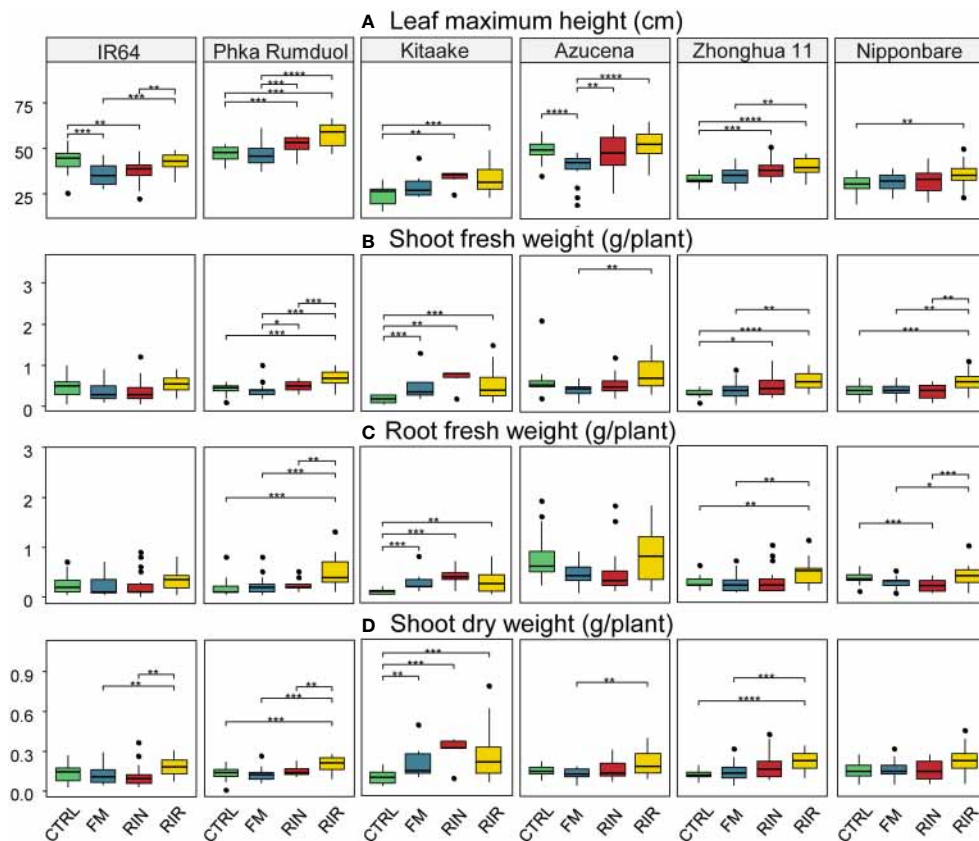 A Leaf maximum height (cm)
IR64 Phka Rumduol Kitaake Azucena Zhonghua 11 Nipponbare
**** ****
*** ** ***
** *** *** *** ** ** **** **
** *** *** ** **** *** **
***
75
50
25
B Shoot fresh weight (g/plant)
3
2
1
0
** *** *** * *** *** ** *** ** ** **** * ** ** ***
C Root fresh weight (g/plant)
3
2
1
0
** *** *** ** *** *** ** ** *** * ***
D Shoot dry weight (g/plant)
0.9
0.6
0.3
0.0
** ** ** *** *** *** *** ** ** *** ****
CTRL FM RIN RIR CTRL FM RIN RIR CTRL FM RIN RIR CTRL FM RIN RIR CTRL FM RIN RIR CTRL FM RIN RIR